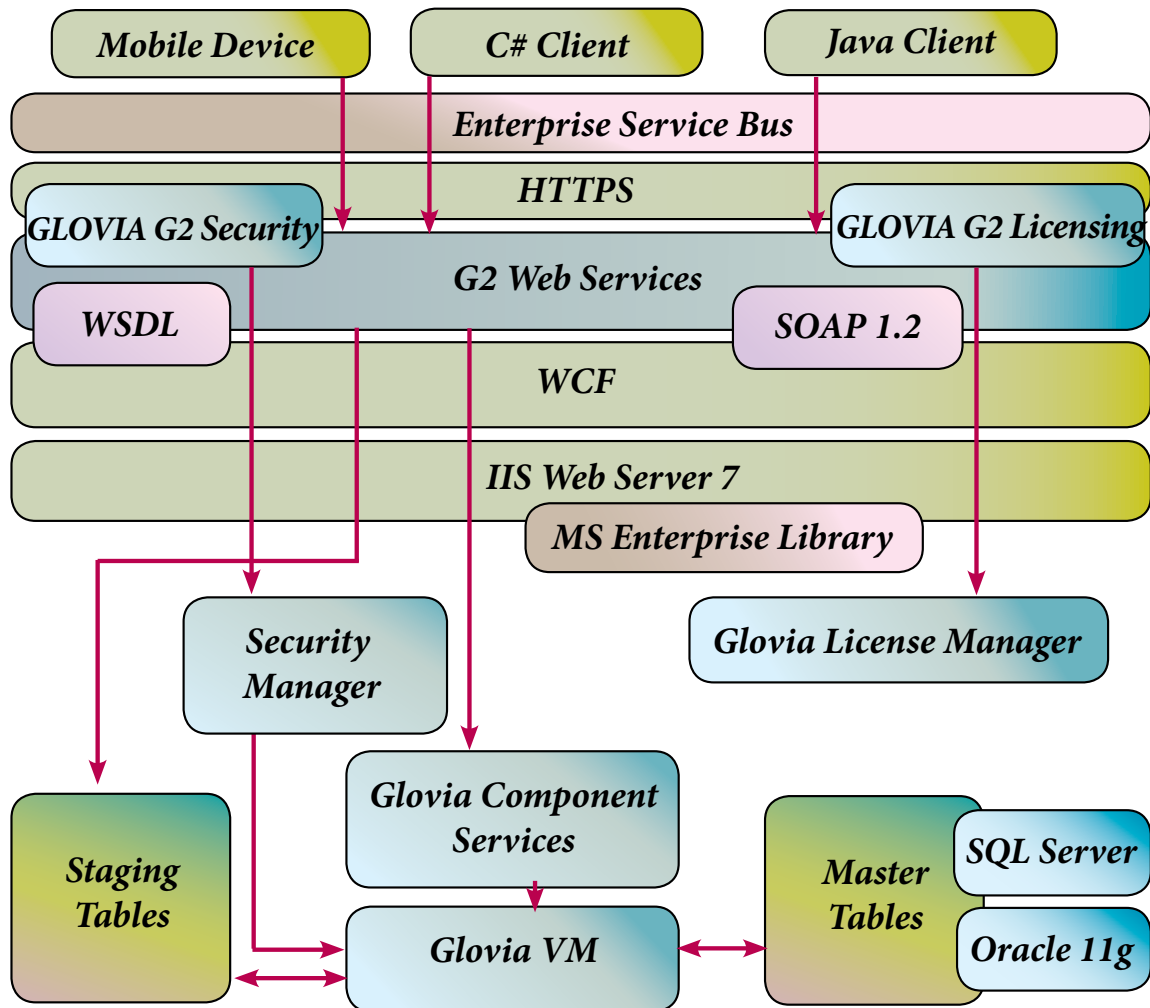 Mobile Device
C# Client
Java Client
Enterprise Service Bus
HTTPS
GLOVIA G2 Security
GLOVIA G2 Licensing
G2 Web Services
WSDL
SOAP 1.2
WCF
IIS Web Server 7
MS Enterprise Library
Security
Manager
Glovia License Manager
Glovia Component
Services
Staging
Tables
Master
Tables
SQL Server
Oracle 11g
Glovia VM